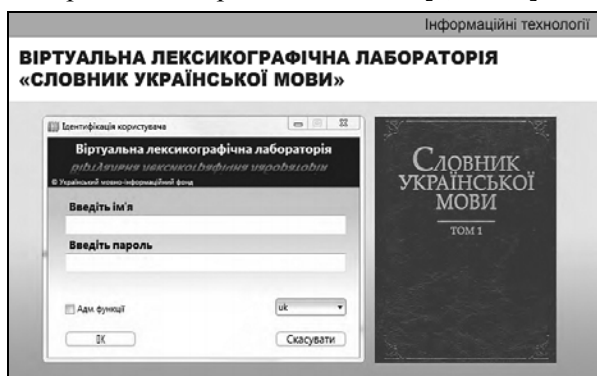 Інформаційні технології
ВІРТУАЛЬНА ЛЕКСИКОГРАФІЧНА ЛАБОРАТОРІЯ
«СЛОВНИК УКРАЇНСЬКОЇ МОВИ»
Ідентифікація користувача
Віртуальна лексикографічна лабораторія
© Український мовно-інформаційний фонд
Введіть ім'я
Введіть пароль
Адм. функції
uk
OK
Скасувати
СЛОВНИК
УКРАЇНСЬКОЇ
МОВИ
ТОМ 1